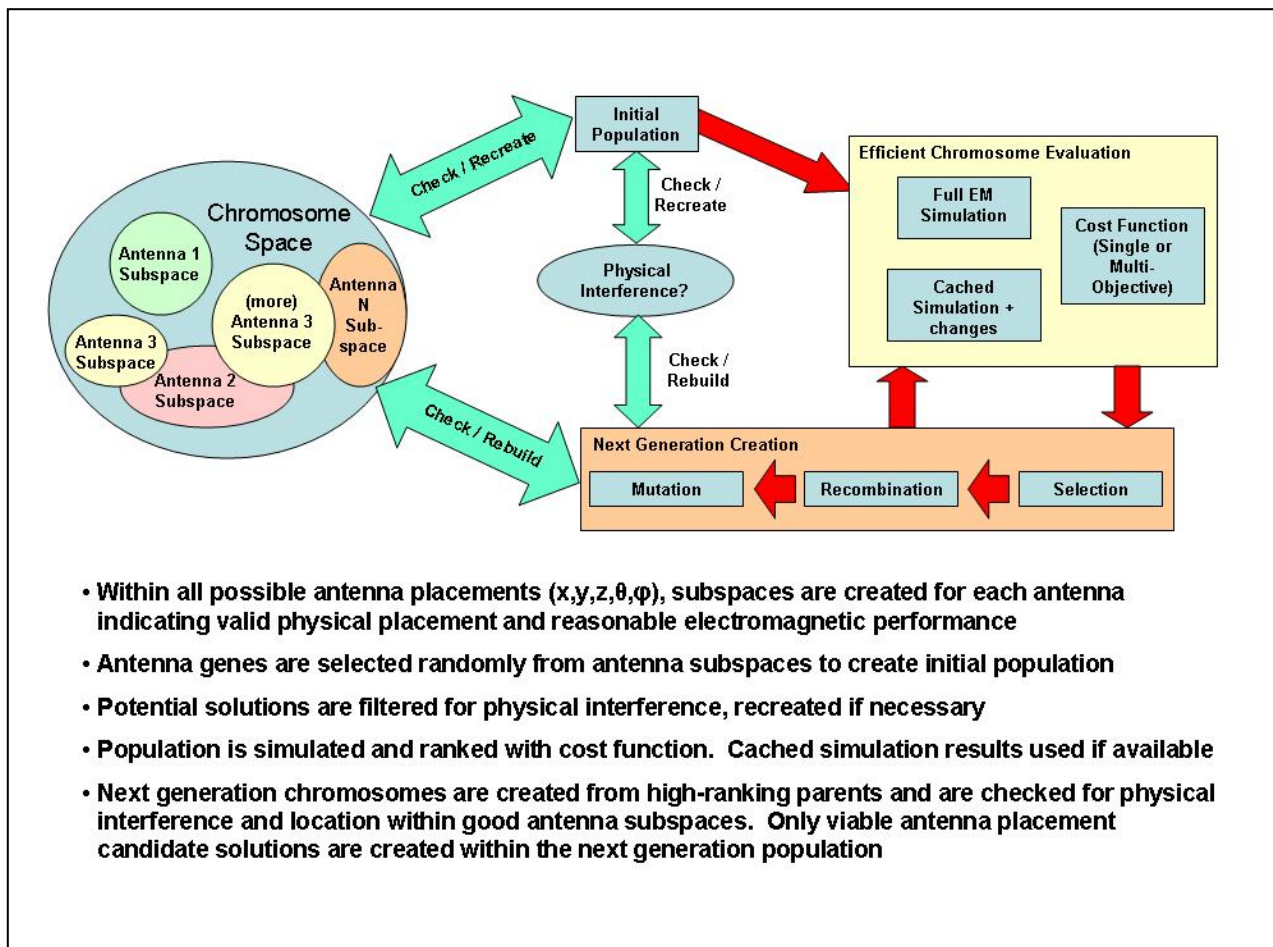 Initial
Population
Check / Recreate
Efficient Chromosome Evaluation
Full EM
Simulation
Cost Function
(Single or
Multi-
Objective)
Cached
Simulation +
changes
Check /
Recreate
Chromosome
Space
Antenna 1
Subspace
(more)
Antenna 3
Subspace
Antenna
N
Sub-
space
Antenna 3
Subspace
Antenna 2
Subspace
Physical
Interference?
Check /
Rebuild
Check / Rebuild
Next Generation Creation
Mutation
Recombination
Selection
• Within all possible antenna placements (x,y,z,θ,φ), subspaces are created for each antenna
indicating valid physical placement and reasonable electromagnetic performance
• Antenna genes are selected randomly from antenna subspaces to create initial population
• Potential solutions are filtered for physical interference, recreated if necessary
• Population is simulated and ranked with cost function.  Cached simulation results used if available
• Next generation chromosomes are created from high-ranking parents and are checked for physical
interference and location within good antenna subspaces.  Only viable antenna placement
candidate solutions are created within the next generation population